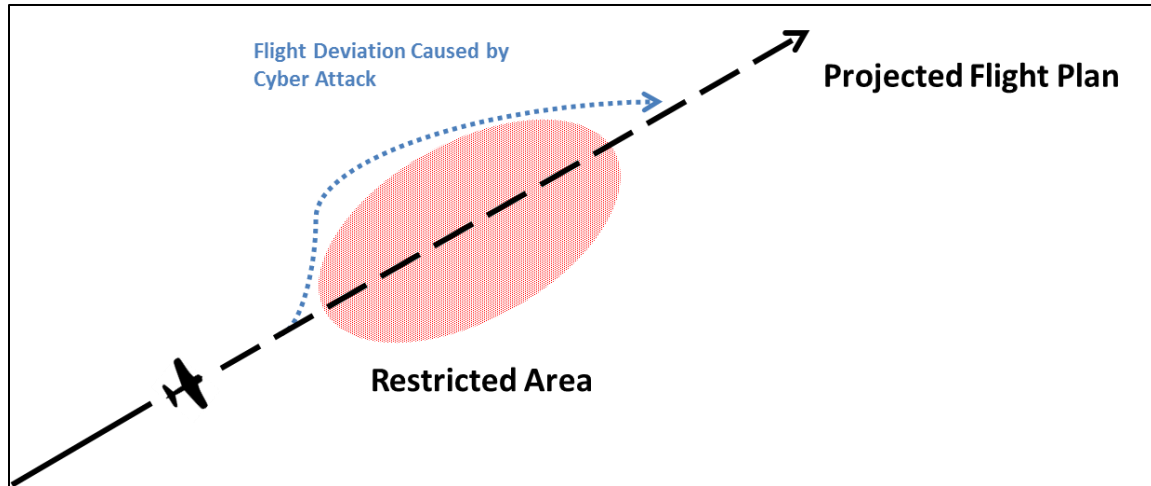 Flight Deviation Caused by
Cyber Attack
Projected Flight Plan
Restricted Area